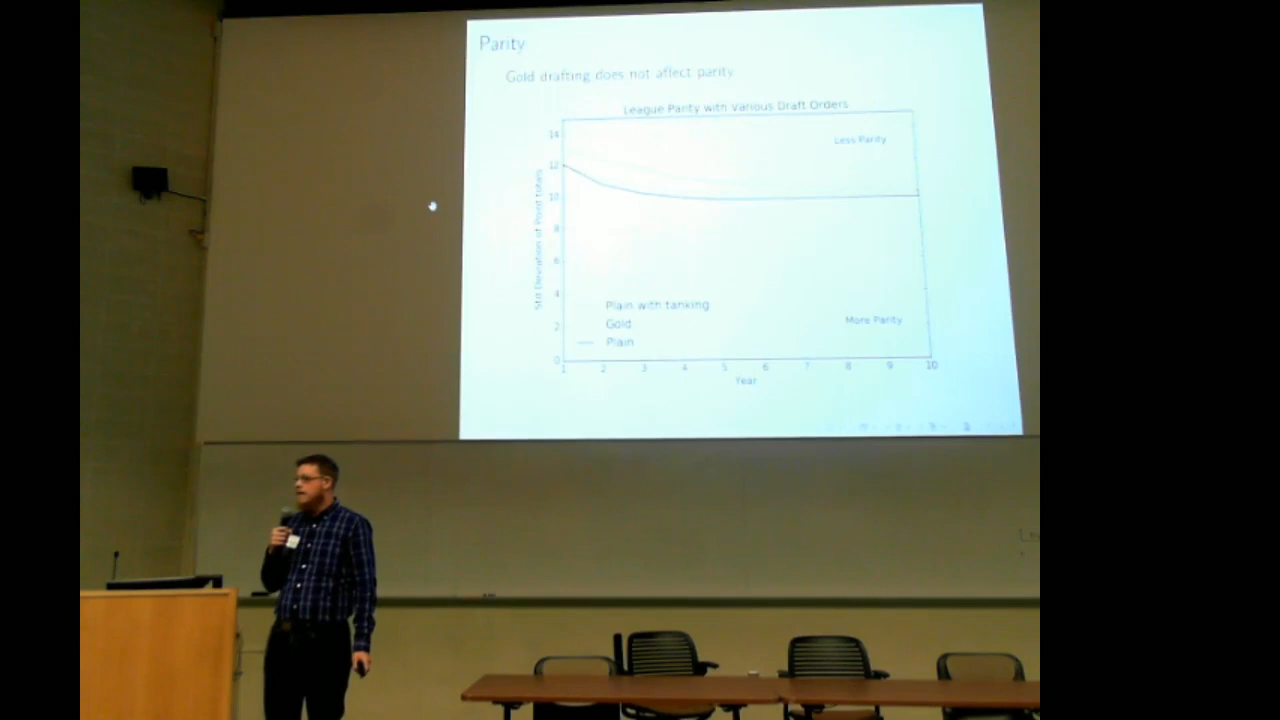 Parity
Gold drafting does not affect parity
League Parity with Various Draft Orders
14
Less Parity
12
10
8
6
4
2
0
Std Deviation of Point totals
Plain with tanking
Gold
Plain
More Parity
1 2 3 4 5 6 7 8 9 10
Year